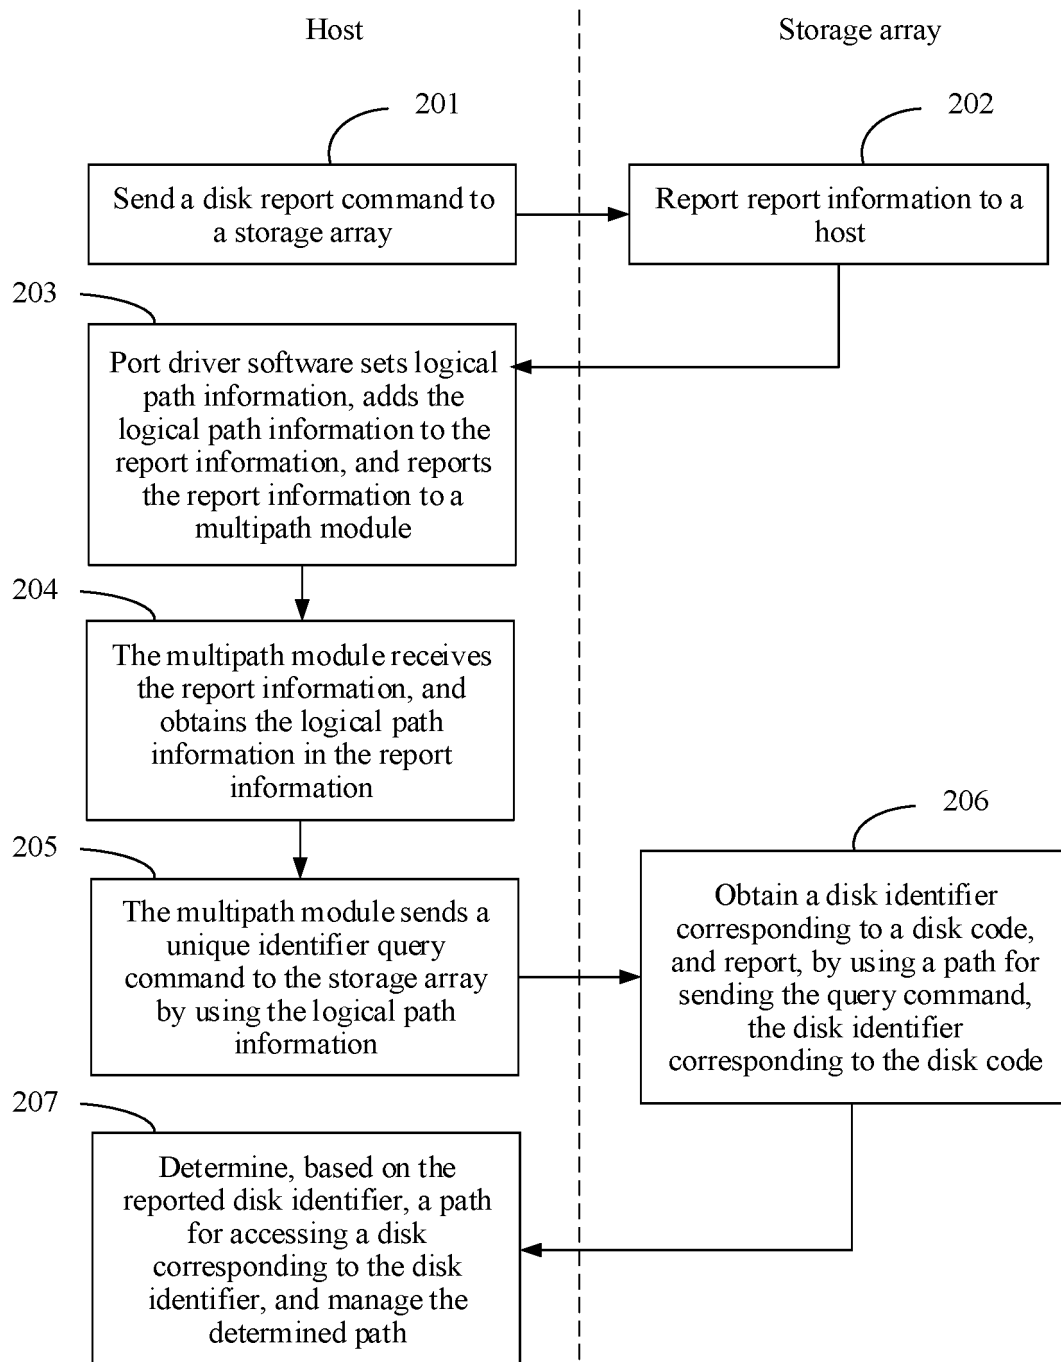 Host
Storage array
201
202
Send a disk report command to
a storage array
Report report information to a
host
203
Port driver software sets logical
path information, adds the
logical path information to the
report information, and reports
the report information to a
multipath module
204
The multipath module receives
the report information, and
obtains the logical path
information in the report
information
205
The multipath module sends a
unique identifier query
command to the storage array
by using the logical path
information
206
Obtain a disk identifier
corresponding to a disk code,
and report, by using a path for
sending the query command,
the disk identifier
corresponding to the disk code
207
Determine, based on the
reported disk identifier, a path
for accessing a disk
corresponding to the disk
identifier, and manage the
determined path